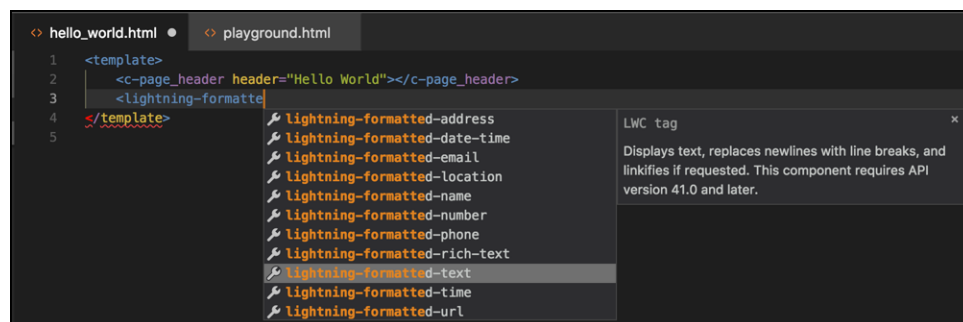 hello_world.html
playground.html
1 <template>
2 <c-page_header header="Hello World"></c-page_header>
3 <lightning-formatte
4 </template>
5
lightning-formatted-address
lightning-formatted-date-time
lightning-formatted-email
lightning-formatted-location
lightning-formatted-name
lightning-formatted-number
lightning-formatted-phone
lightning-formatted-rich-text
lightning-formatted-text
lightning-formatted-time
lightning-formatted-url
LWC tag
Displays text, replaces newlines with line breaks, and
linkifies if requested. This component requires API
version 41.0 and later.